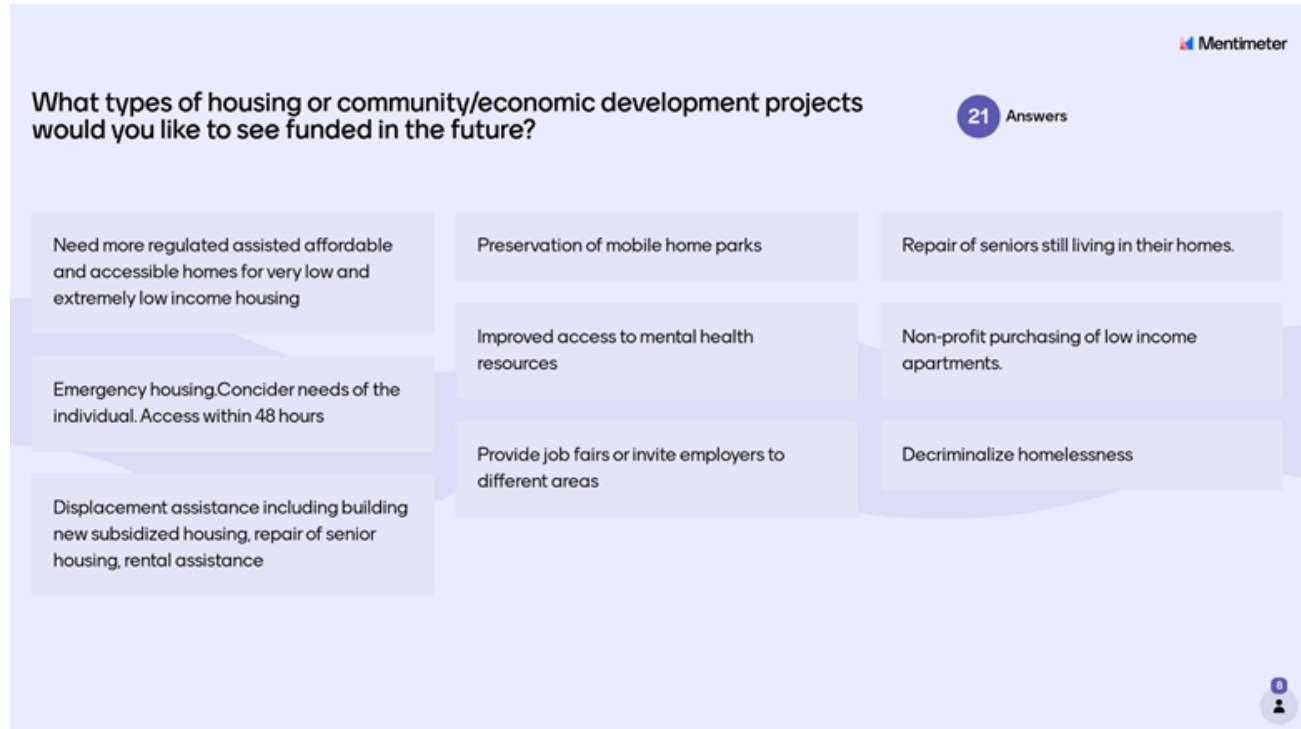 Mentimeter
What types of housing or community/economic development projects
would you like to see funded in the future?
21 Answers
Need more regulated assisted affordable
and accessible homes for very low and
extremely low income housing
Emergency housing.Concider needs of the
individual. Access within 48 hours
Displacement assistance including building
new subsidized housing, repair of senior
housing, rental assistance
Preservation of mobile home parks
Improved access to mental health
resources
Provide job fairs or invite employers to
different areas
Repair of seniors still living in their homes.
Non-profit purchasing of low income
apartments.
Decriminalize homelessness
8